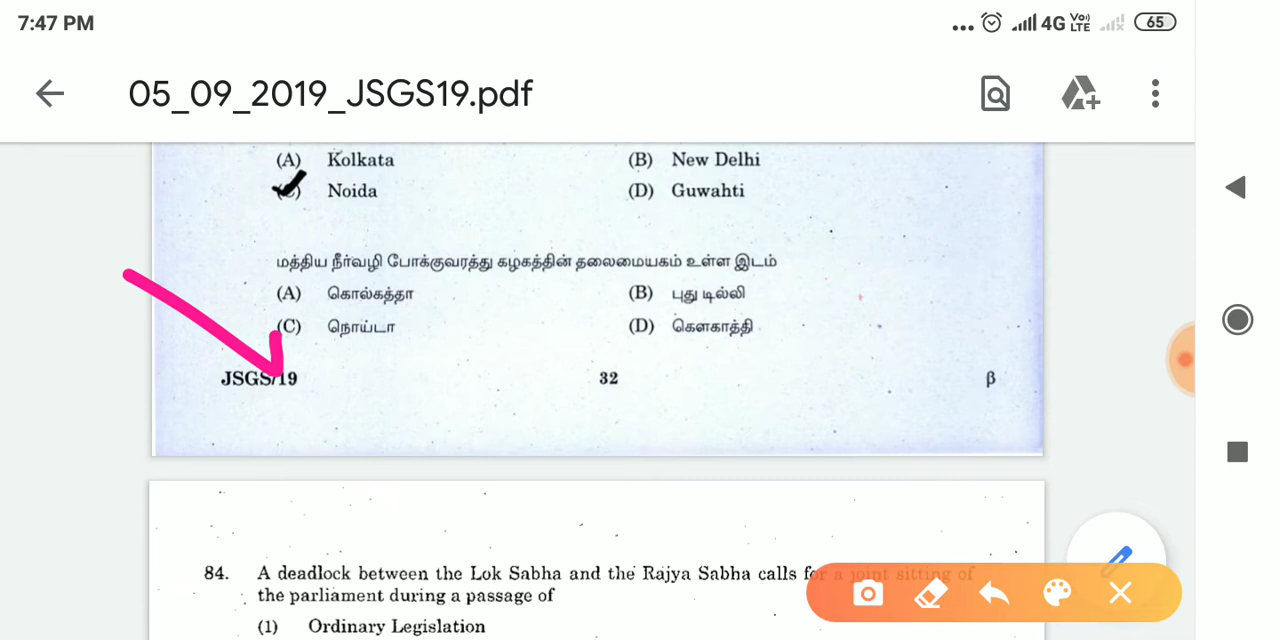 7:47 PM
... 4G Vo) LTE 65
05_09_2019_JSGS19.pdf
(A) Kolkata (B) New Delhi
(C) Noida (D) Guwahti
மத்திய நீர்வழி போக்குவரத்து கழகத்தின் தலைமையகம் உள்ள இடம்
(A) கொல்கத்தா (B) புது டில்லி
(C) நொய்டா (D) கௌகாத்தி
JSGS/19 32 β
84. A deadlock between the Lok Sabha and the Rajya Sabha calls for a joint sitting of
the parliament during a passage of
(1) Ordinary Legislation